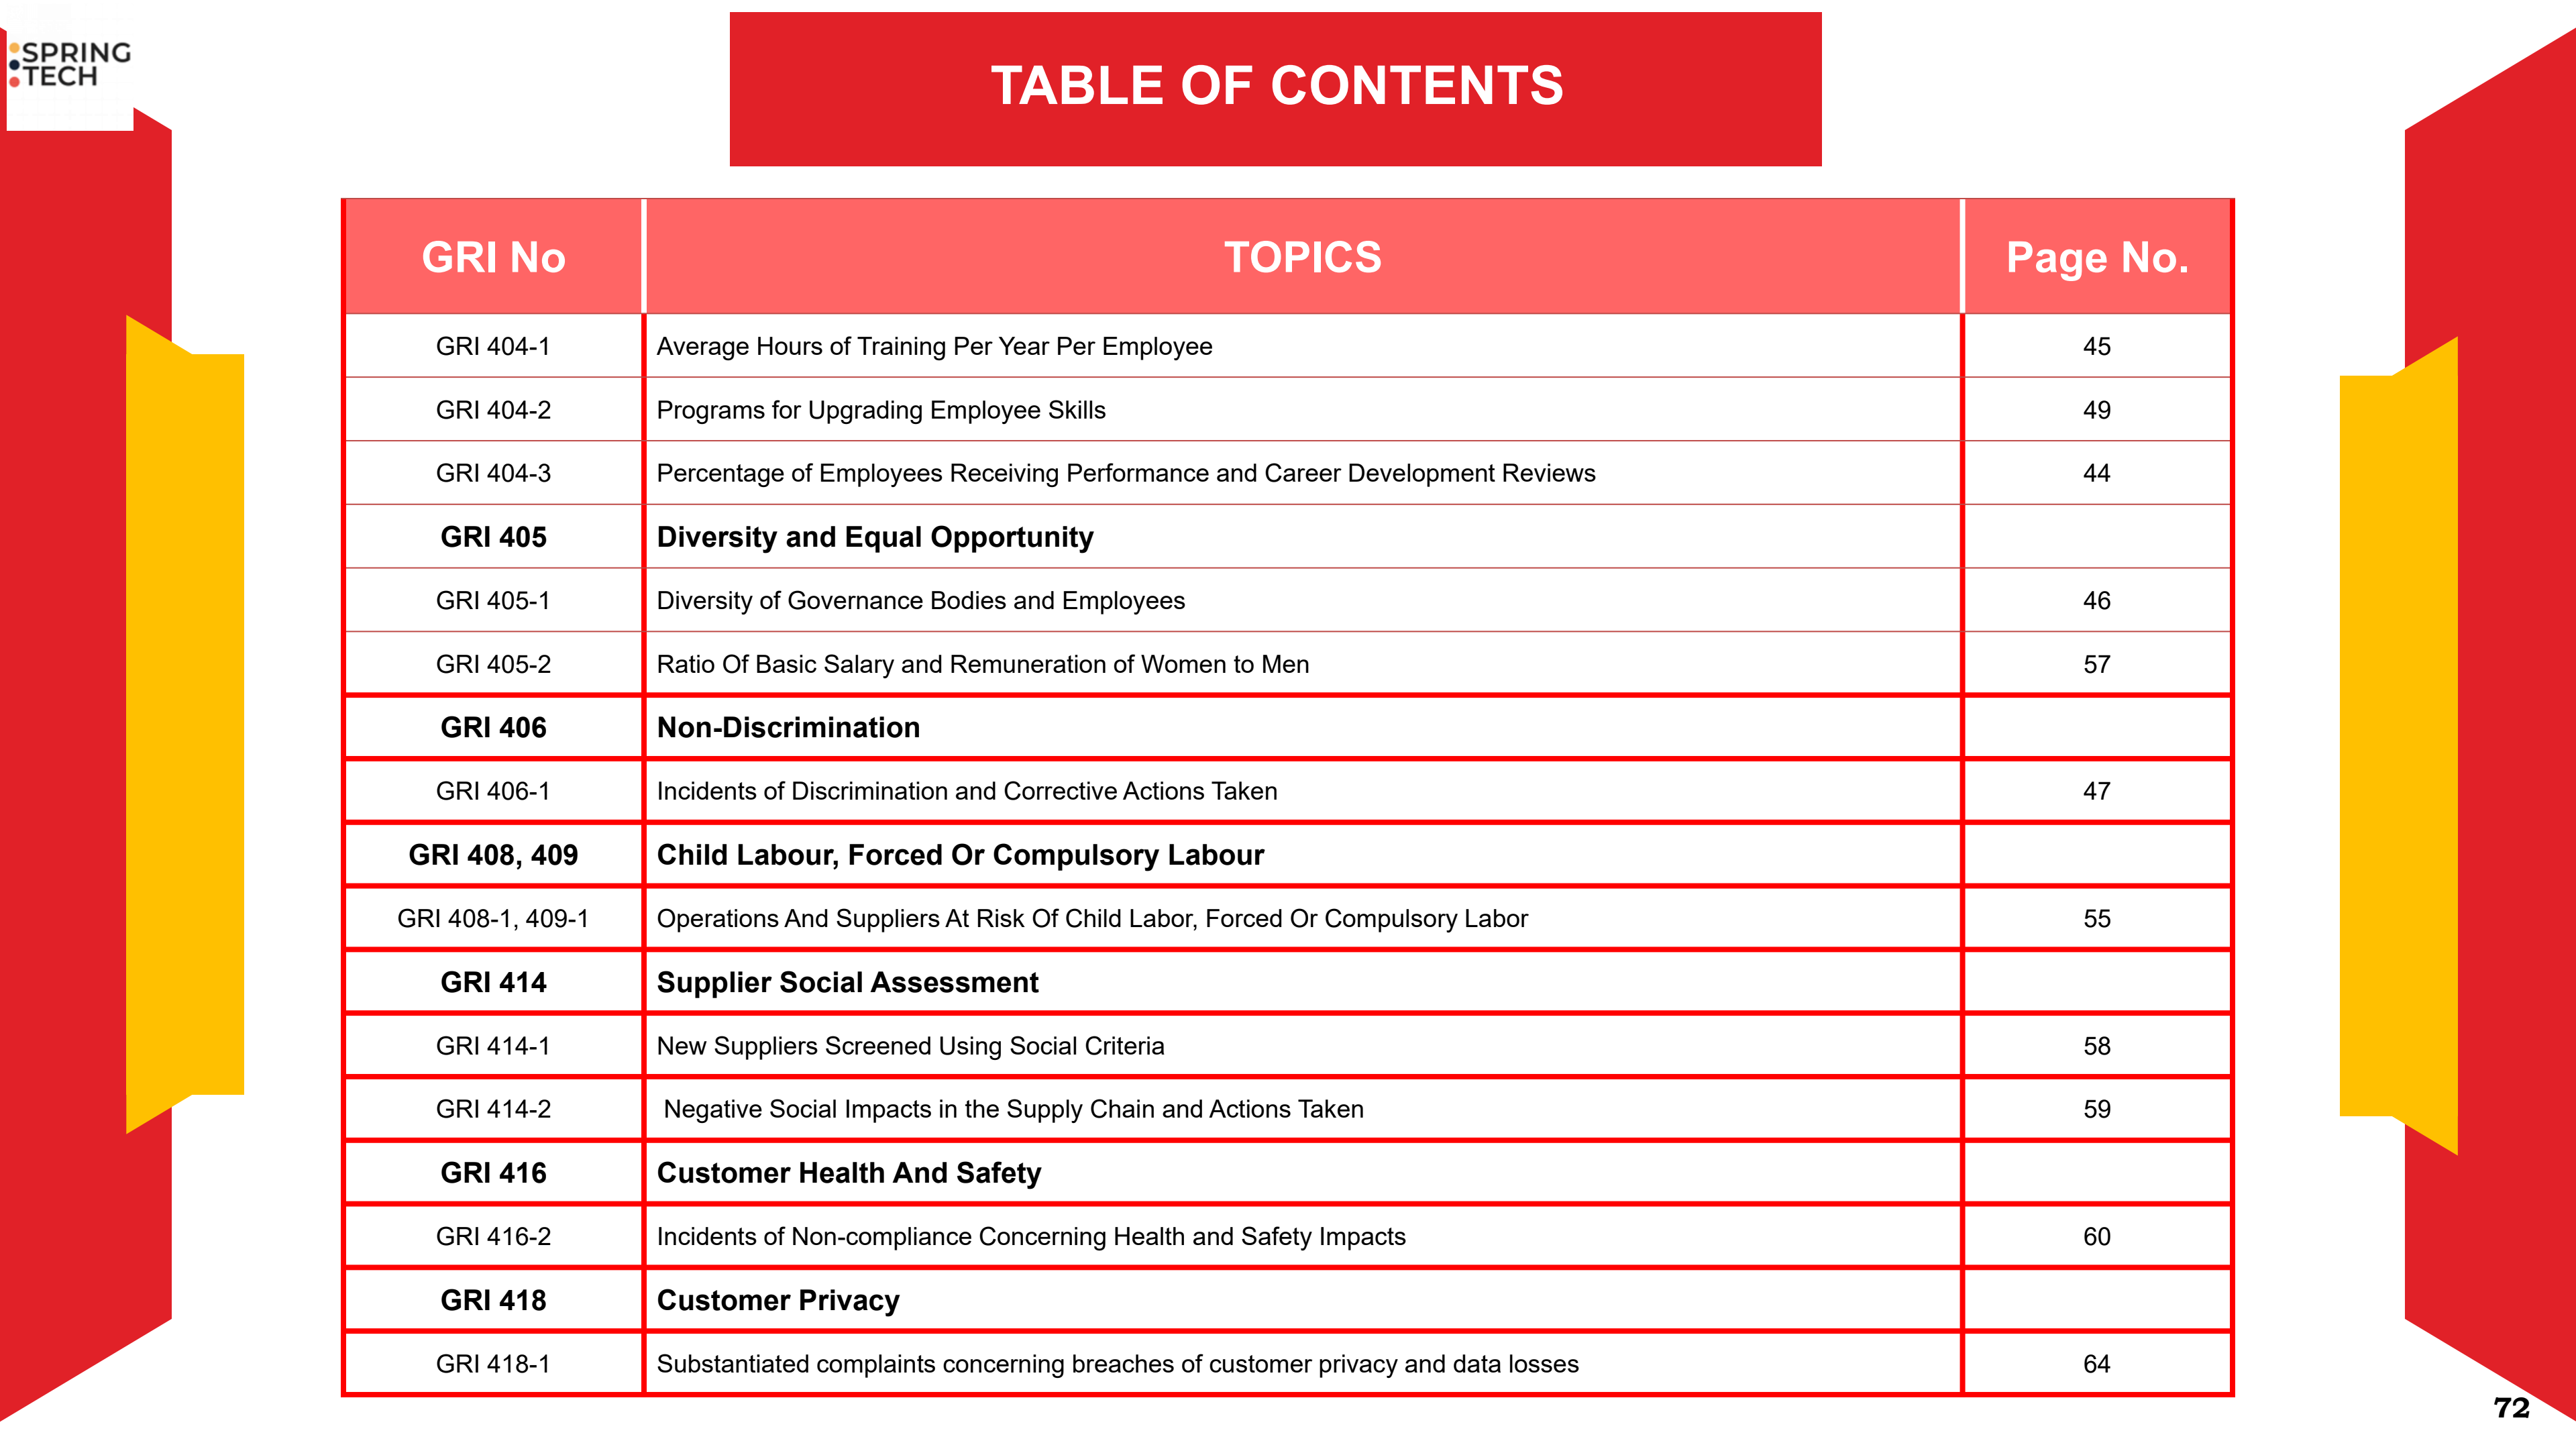 SPRING
TECH
TABLE OF CONTENTS
GRI No TOPICS Page No.
GRI 404-1 Average Hours of Training Per Year Per Employee 45
GRI 404-2 Programs for Upgrading Employee Skills 49
GRI 404-3 Percentage of Employees Receiving Performance and Career Development Reviews 44
GRI 405 Diversity and Equal Opportunity
GRI 405-1 Diversity of Governance Bodies and Employees 46
GRI 405-2 Ratio Of Basic Salary and Remuneration of Women to Men 57
GRI 406 Non-Discrimination
GRI 406-1 Incidents of Discrimination and Corrective Actions Taken 47
GRI 408, 409 Child Labour, Forced Or Compulsory Labour
GRI 408-1, 409-1 Operations And Suppliers At Risk Of Child Labor, Forced Or Compulsory Labor 55
GRI 414 Supplier Social Assessment
GRI 414-1 New Suppliers Screened Using Social Criteria 58
GRI 414-2 Negative Social Impacts in the Supply Chain and Actions Taken 59
GRI 416 Customer Health And Safety
GRI 416-2 Incidents of Non-compliance Concerning Health and Safety Impacts 60
GRI 418 Customer Privacy
GRI 418-1 Substantiated complaints concerning breaches of customer privacy and data losses 64
72